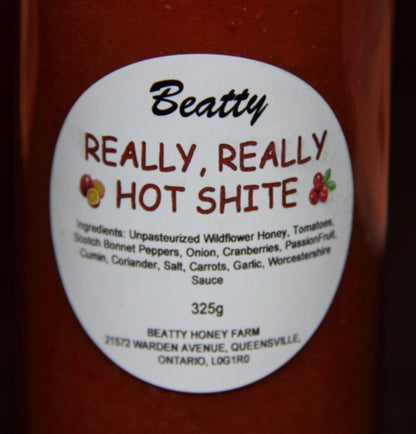 Beatty
REALLY, REALLY
HOT SHITE
Ingredients: Unpasteurized Wildflower Honey, Tomatoes,
Scotch Bonnet Peppers, Onion, Cranberries, PassionFruit,
Cumin, Coriander, Salt, Carrots, Garlic, Worcestershire
Sauce
325g
BEATTY HONEY FARM
21572 WARDEN AVENUE, QUEENSVILLE,
ONTARIO, L0G1R0